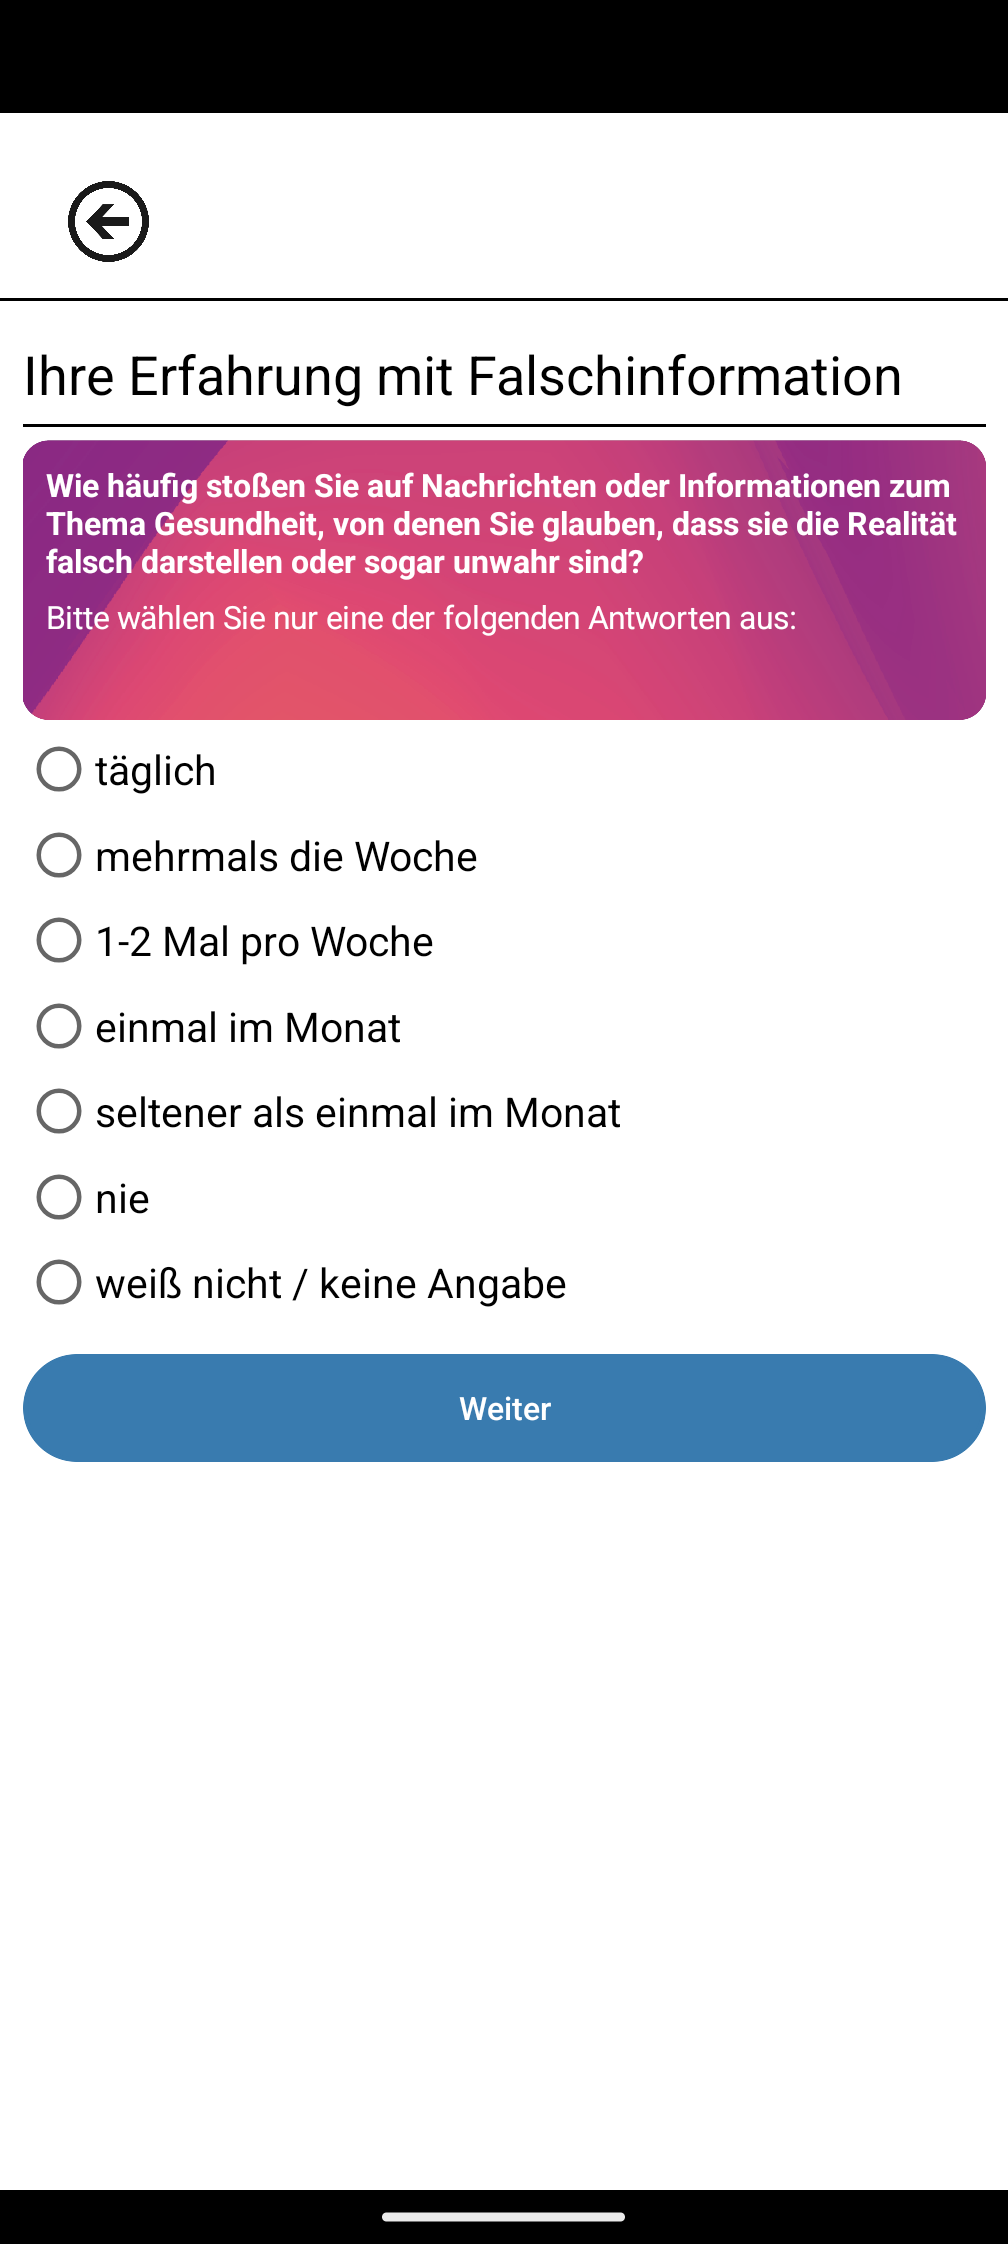 Ihre Erfahrung mit Falschinformation
Wie häufig stoßen Sie auf Nachrichten oder Informationen zum
Thema Gesundheit, von denen Sie glauben, dass sie die Realität
falsch darstellen oder sogar unwahr sind?
Bitte wählen Sie nur eine der folgenden Antworten aus:
täglich
mehrmals die Woche
1-2 Mal pro Woche
einmal im Monat
seltener als einmal im Monat
nie
weiß nicht / keine Angabe
Weiter